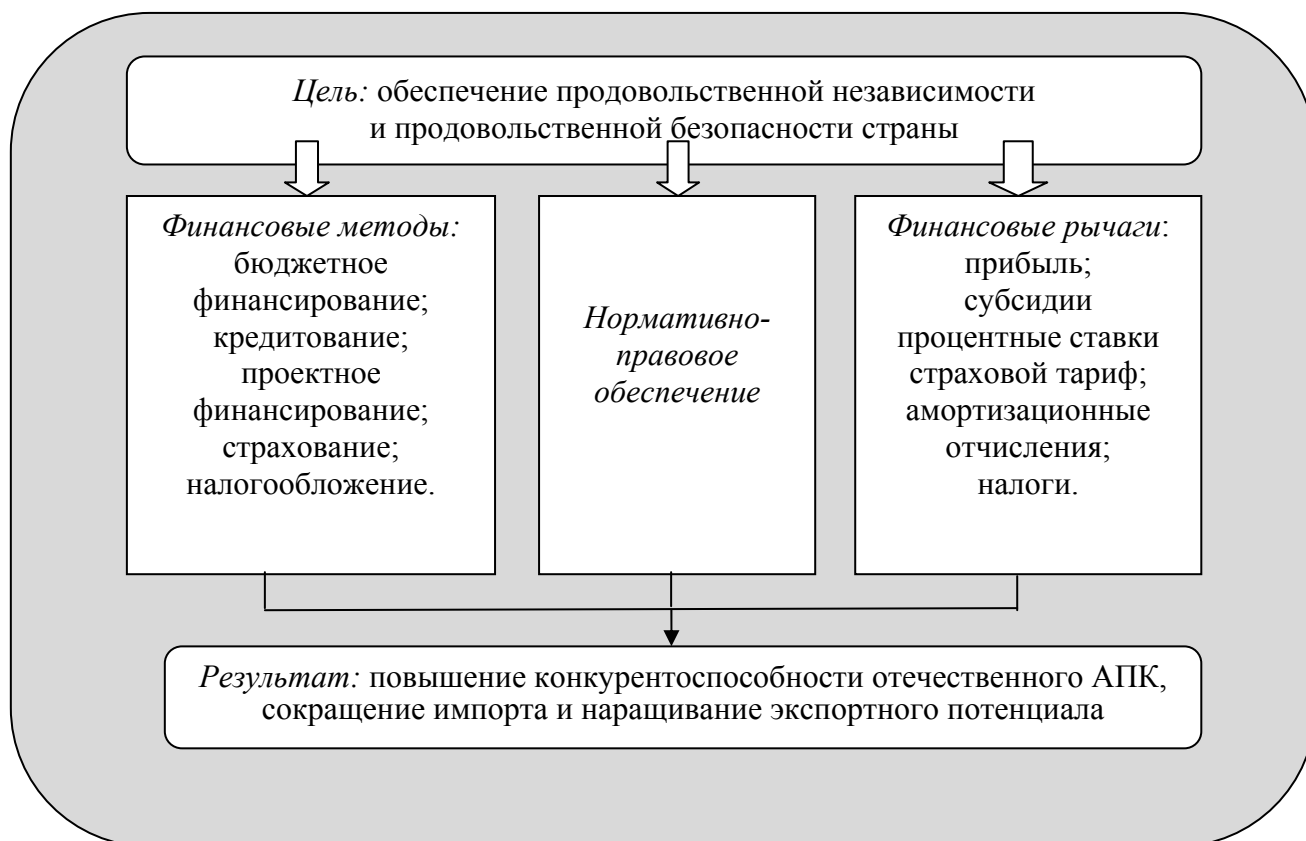 Цель: обеспечение продовольственной независимости
и продовольственной безопасности страны
Финансовые методы:
бюджетное
финансирование;
кредитование;
проектное
финансирование;
страхование;
налогообложение.
Нормативно-
правовое
обеспечение
Финансовые рычаги:
прибыль;
субсидии
процентные ставки
страховой тариф;
амортизационные
отчисления;
налоги.
Результат: повышение конкурентоспособности отечественного АПК,
сокращение импорта и наращивание экспортного потенциала